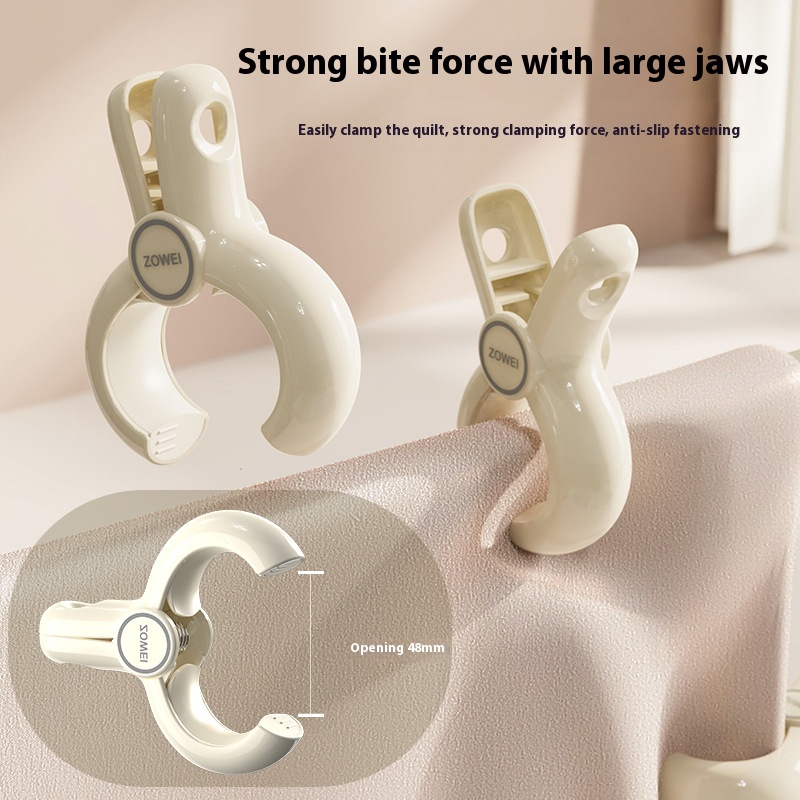 Strong bite force with large jaws
Easily clamp the quilt, strong clamping force, anti-slip fastening
ZOWEI
ZOWEI
ZOWEI
Opening 48mm